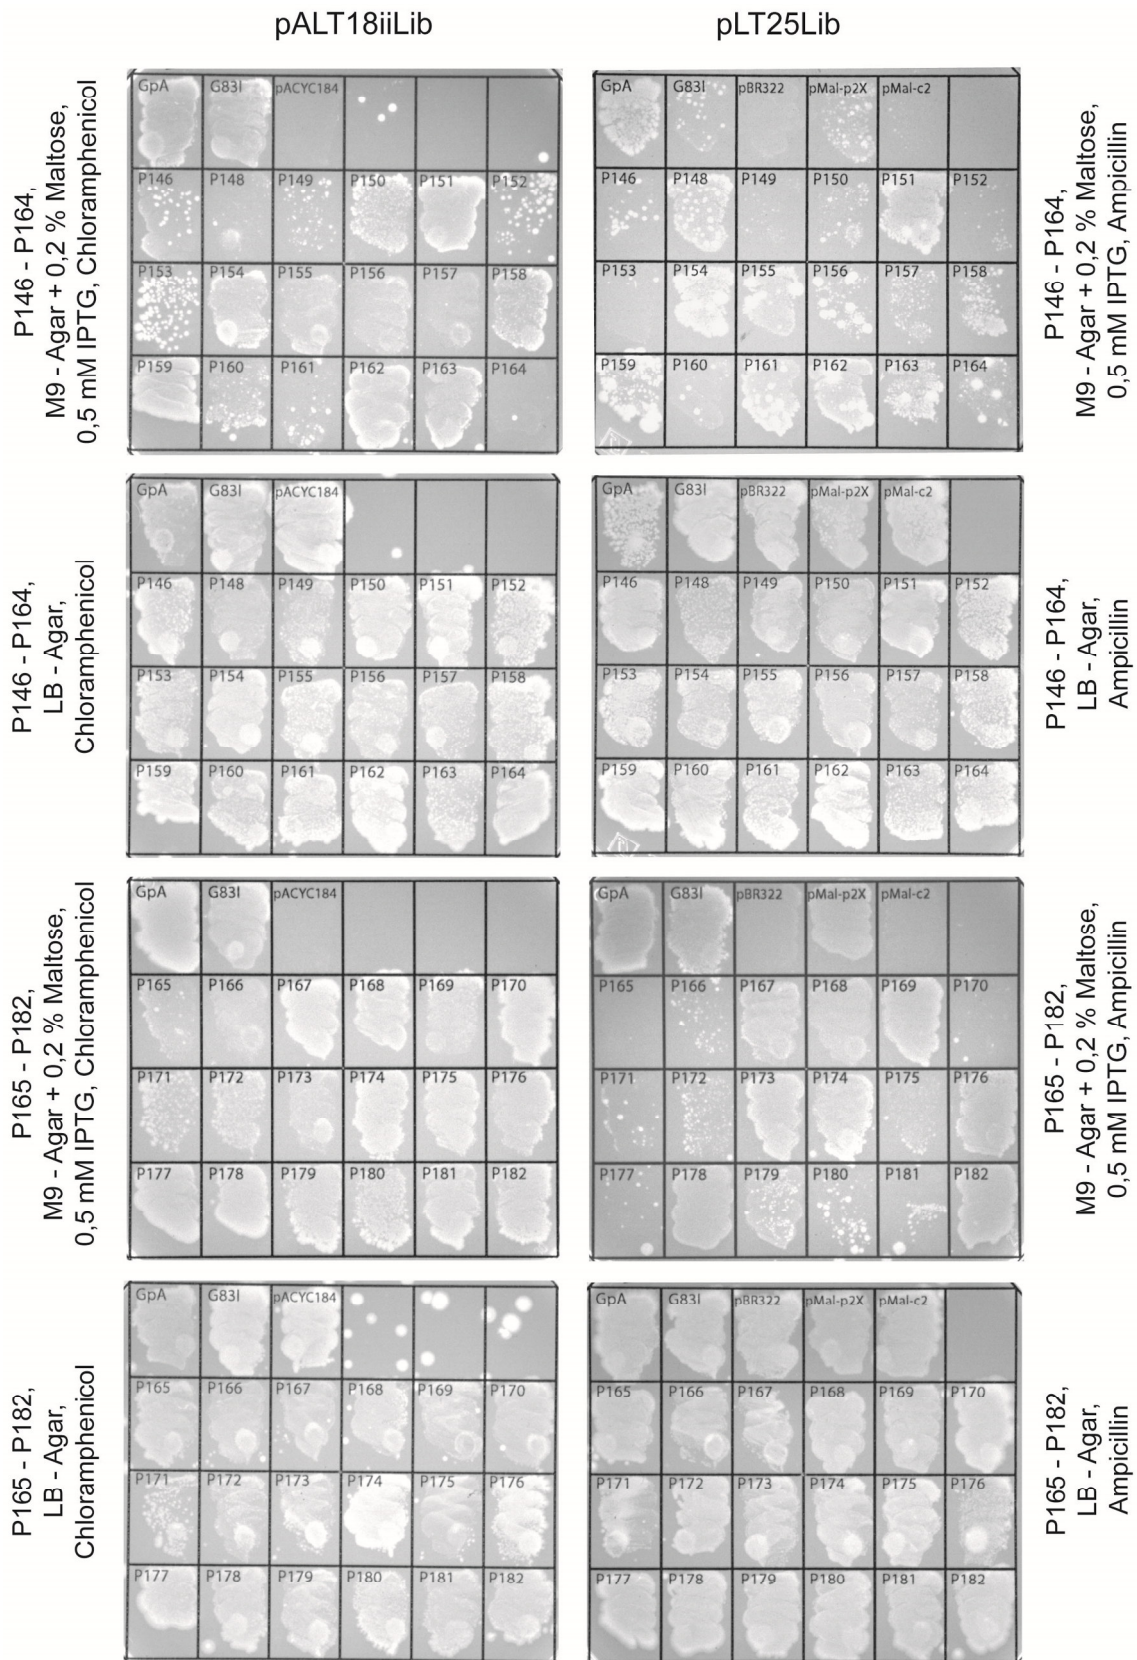 pALT18iiLib
pLT25Lib
P146 - P164,
M9 - Agar + 0,2 % Maltose,
0,5 mM IPTG, Chloramphenicol
GpA G83I pACYC184
P146 P148 P149 P150 P151 P152
P153 P154 P155 P156 P157 P158
P159 P160 P161 P162 P163 P164
GpA G83I pBR322 pMal-p2X pMal-c2
P146 P148 P149 P150 P151 P152
P153 P154 P155 P156 P157 P158
P159 P160 P161 P162 P163 P164
P146 - P164,
M9 - Agar + 0,2 % Maltose,
0,5 mM IPTG, Ampicillin
P146 - P164,
LB - Agar,
Chloramphenicol
GpA G83I pACYC184
P146 P148 P149 P150 P151 P152
P153 P154 P155 P156 P157 P158
P159 P160 P161 P162 P163 P164
GpA G83I pBR322 pMal-p2X pMal-c2
P146 P148 P149 P150 P151 P152
P153 P154 P155 P156 P157 P158
P159 P160 P161 P162 P163 P164
P146 - P164,
LB - Agar,
Ampicillin
P165 - P182,
M9 - Agar + 0,2 % Maltose,
0,5 mM IPTG, Chloramphenicol
GpA G83I pACYC184
P165 P166 P167 P168 P169 P170
P171 P172 P173 P174 P175 P176
P177 P178 P179 P180 P181 P182
GpA G83I pBR322 pMal-p2X pMal-c2
P165 P166 P167 P168 P169 P170
P171 P172 P173 P174 P175 P176
P177 P178 P179 P180 P181 P182
P165 - P182,
M9 - Agar + 0,2 % Maltose,
0,5 mM IPTG, Ampicillin
P165 - P182,
LB - Agar,
Chloramphenicol
GpA G83I pACYC184
P165 P166 P167 P168 P169 P170
P171 P172 P173 P174 P175 P176
P177 P178 P179 P180 P181 P182
GpA G83I pBR322 pMal-p2X pMal-c2
P165 P166 P167 P168 P169 P170
P171 P172 P173 P174 P175 P176
P177 P178 P179 P180 P181 P182
P165 - P182,
LB - Agar,
Ampicillin